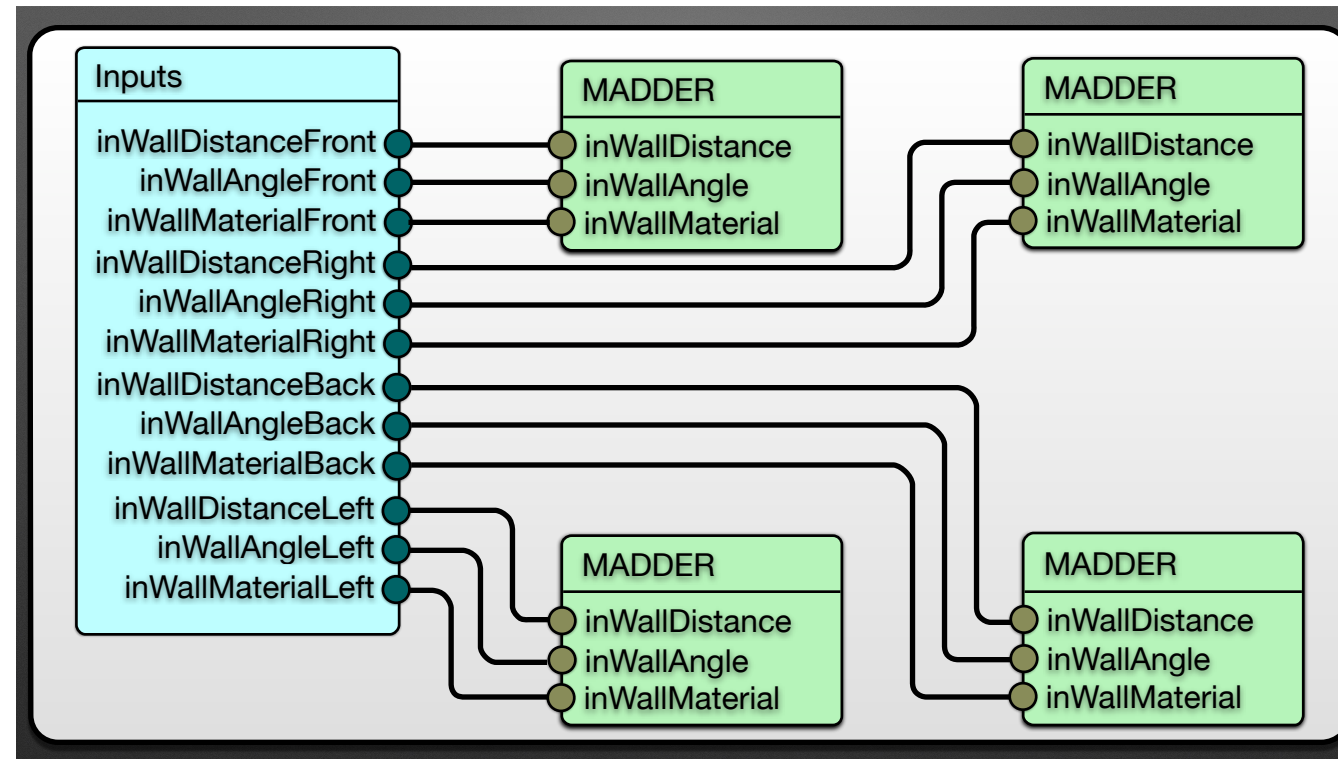 Inputs
inWallDistanceFront
inWallAngleFront
inWallMaterialFront
inWallDistanceRight
inWallAngleRight
inWallMaterialRight
inWallDistanceBack
inWallAngleBack
inWallMaterialBack
inWallDistanceLeft
inWallAngleLeft
inWallMaterialLeft
MADDER
inWallDistance
inWallAngle
inWallMaterial
MADDER
inWallDistance
inWallAngle
inWallMaterial
MADDER
inWallDistance
inWallAngle
inWallMaterial
MADDER
inWallDistance
inWallAngle
inWallMaterial